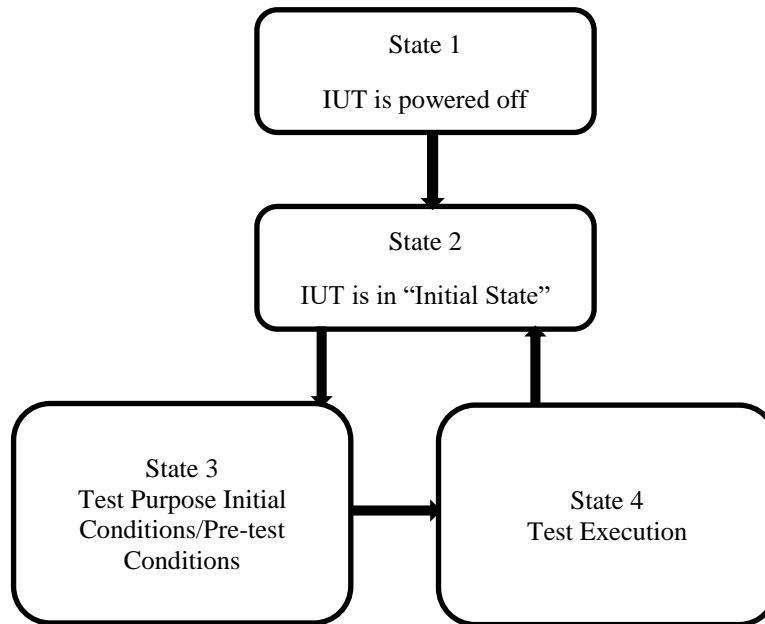 State 1
IUT is powered off
State 2
IUT is in “Initial State”
State 3
Test Purpose Initial
Conditions/Pre-test
Conditions
State 4
Test Execution